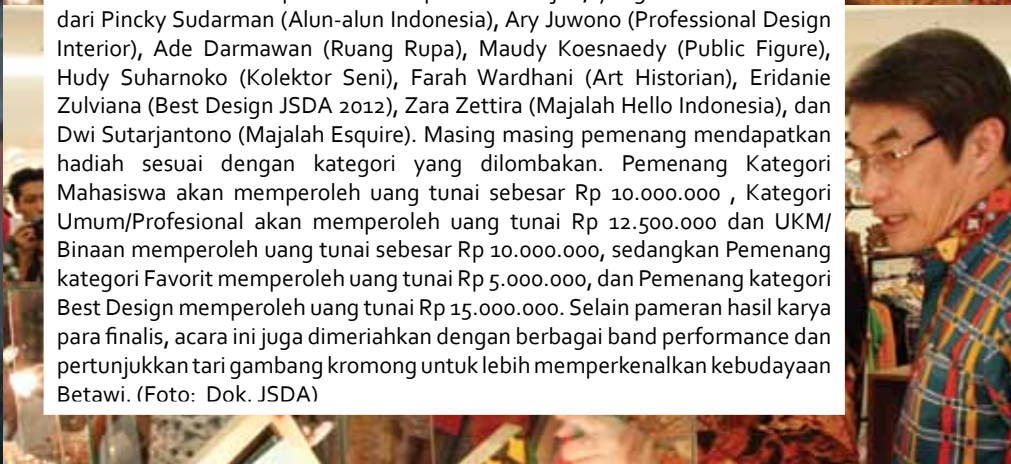 dari Pincky Sudarman (Alun-alun Indonesia), Ary Juwono (Professional Design
Interior), Ade Darmawan (Ruang Rupa), Maudy Koesnaedy (Public Figure),
Hudy Suharnoko (Kolektor Seni), Farah Wardhani (Art Historian), Eridanie
Zulviana (Best Design JSDA 2012), Zara Zettira (Majalah Hello Indonesia), dan
Dwi Sutarjantono (Majalah Esquire). Masing masing pemenang mendapatkan
hadiah sesuai dengan kategori yang dilombakan. Pemenang Kategori
Mahasiswa akan memperoleh uang tunai sebesar Rp 10.000.000 , Kategori
Umum/Profesional akan memperoleh uang tunai Rp 12.500.000 dan UKM/
Binaan memperoleh uang tunai sebesar Rp 10.000.000, sedangkan Pemenang
kategori Favorit memperoleh uang tunai Rp 5.000.000, dan Pemenang kategori
Best Design memperoleh uang tunai Rp 15.000.000. Selain pameran hasil karya
para finalis, acara ini juga dimeriahkan dengan berbagai band performance dan
pertunjukkan tari gambang kromong untuk lebih memperkenalkan kebudayaan
Betawi. (Foto: Dok. JSDA)